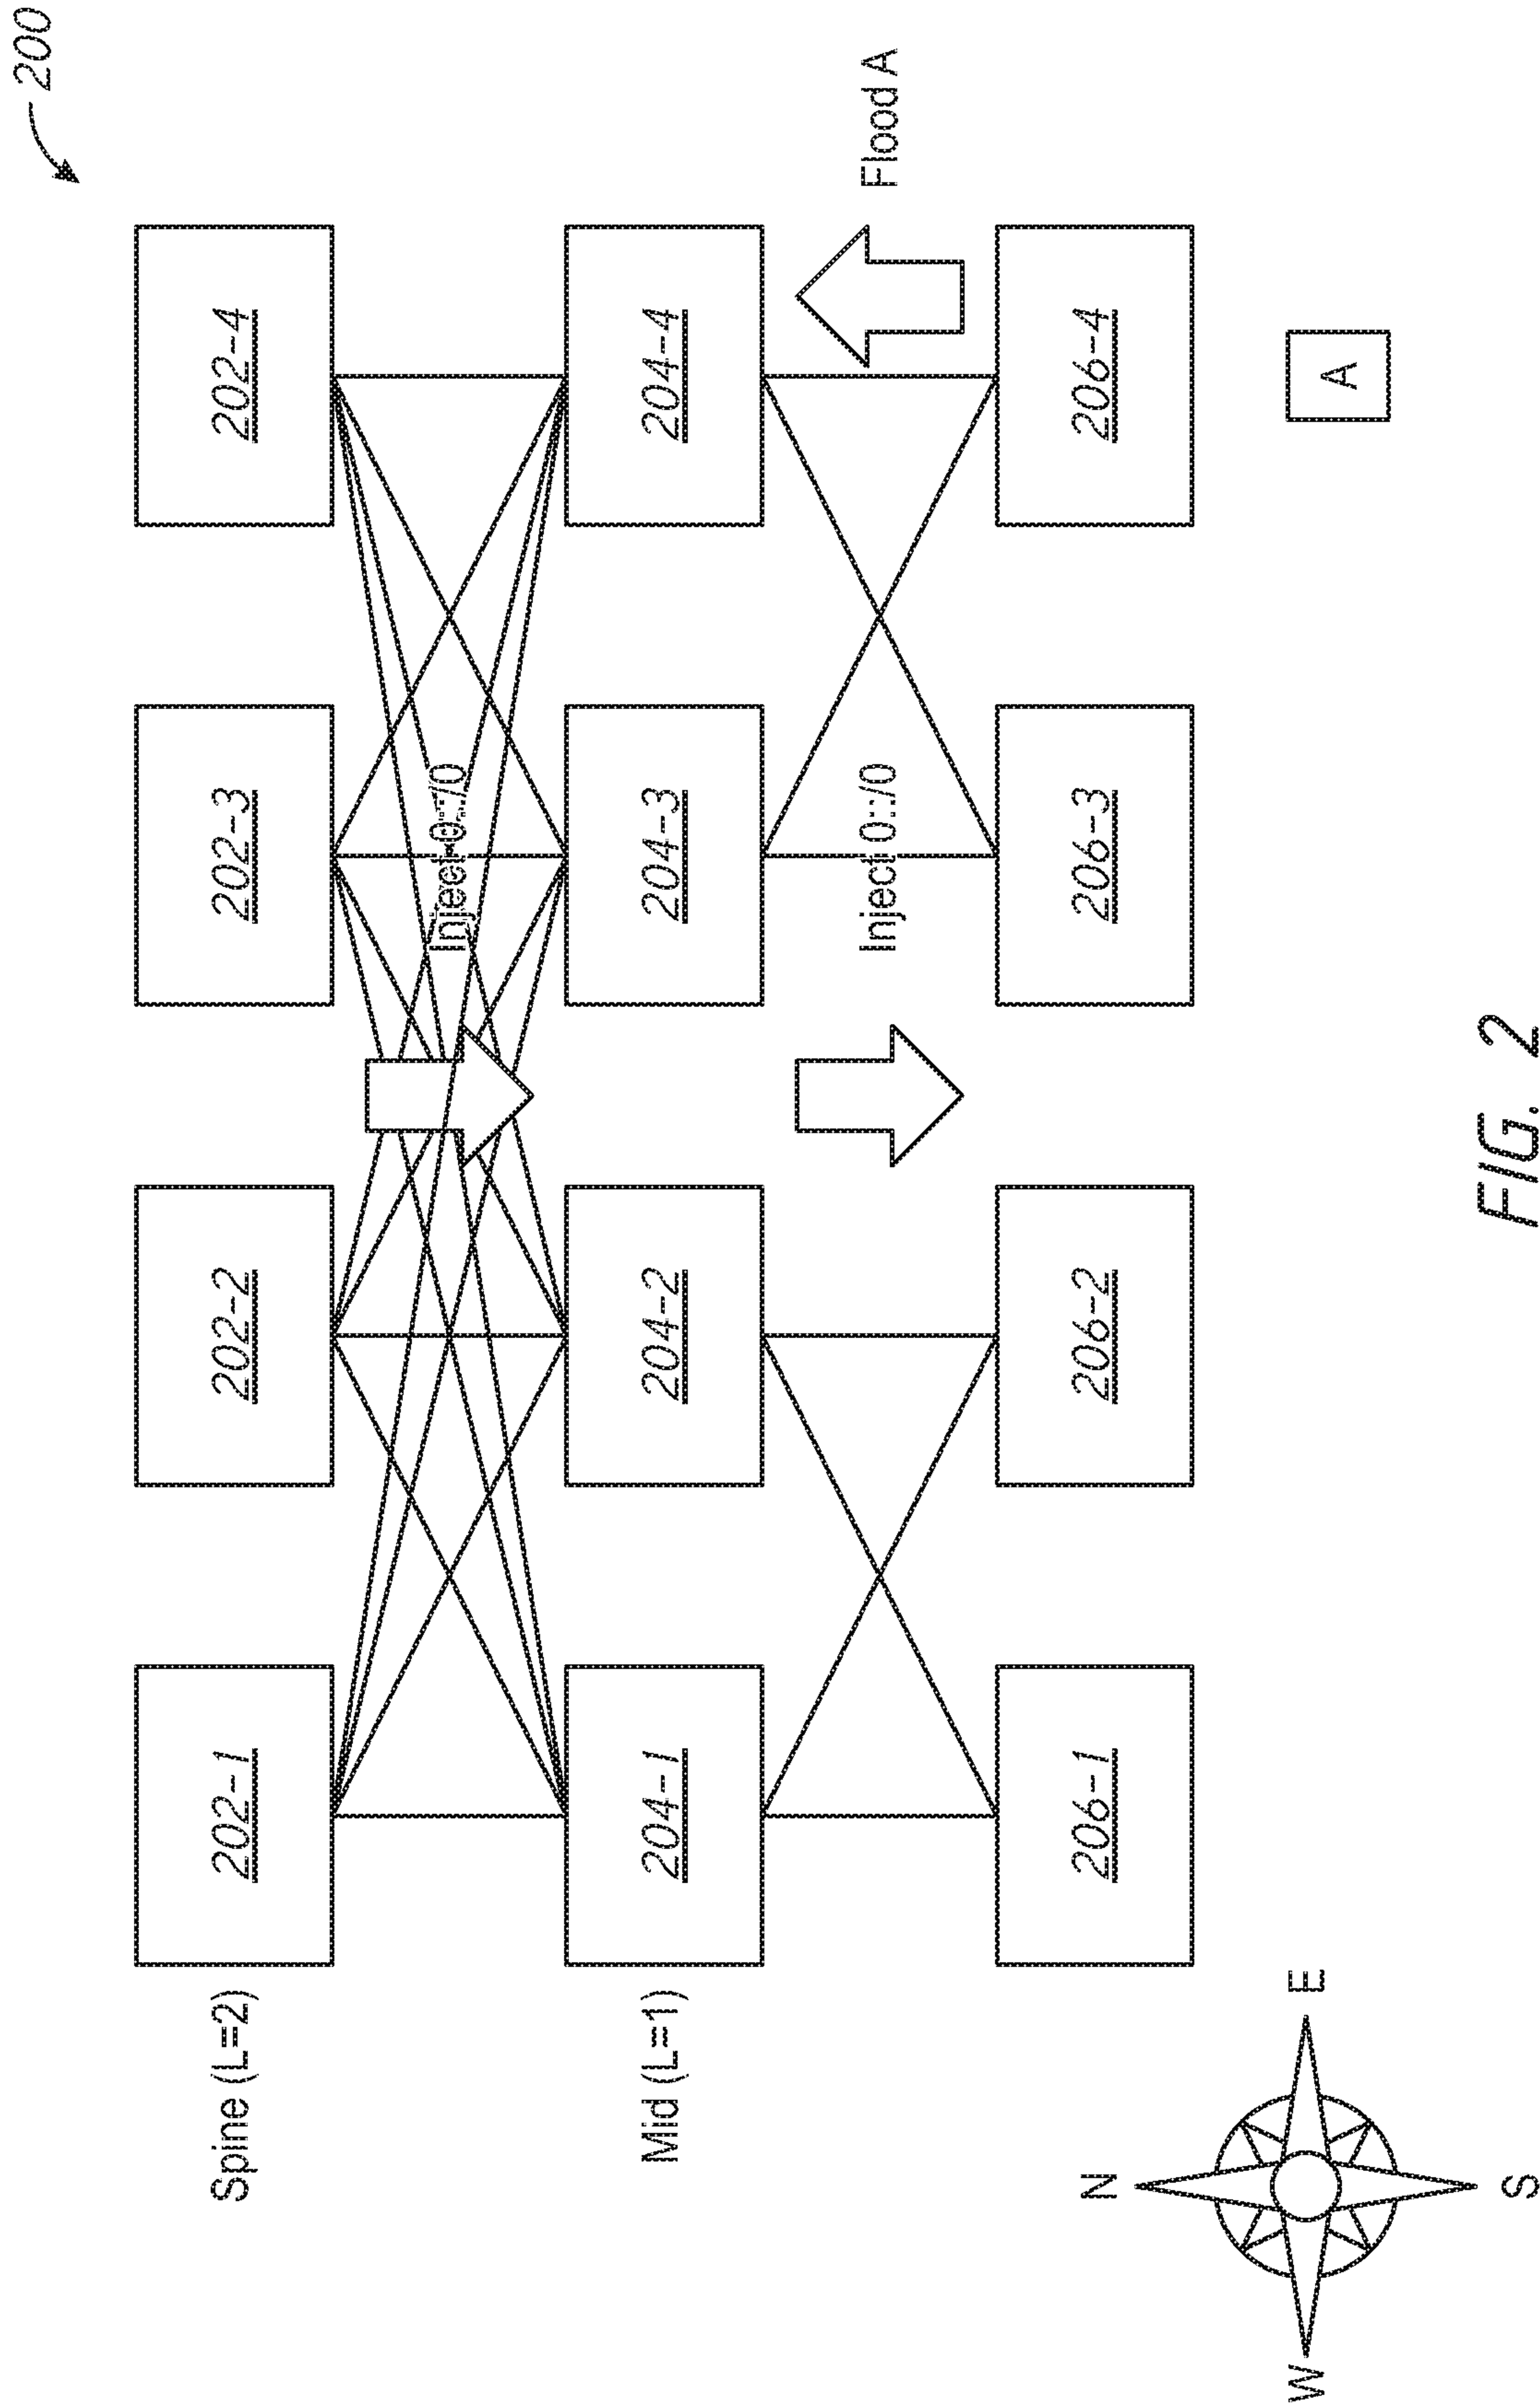 200
Spine (L=2)
202-1
202-2
202-3
202-4
Inject 0::/0
Mid (L=1)
204-1
204-2
204-3
204-4
Inject 0::/0
Flood A
206-1
206-2
206-3
206-4
A
N
W
E
S
FIG. 2